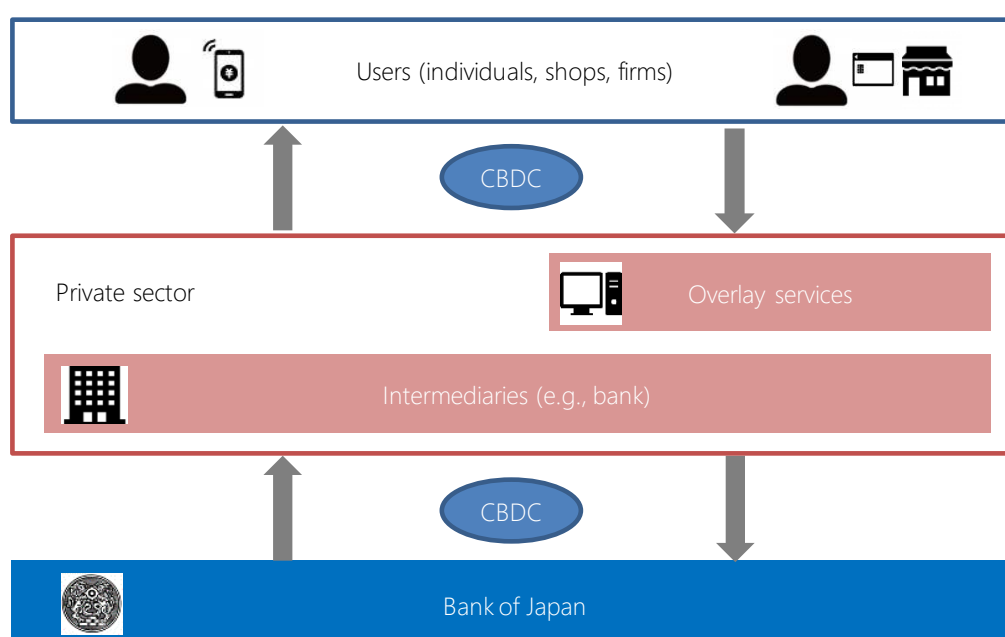 Users (individuals, shops, firms)
CBDC
Private sector
Overlay services
Intermediaries (e.g., bank)
CBDC
Bank of Japan